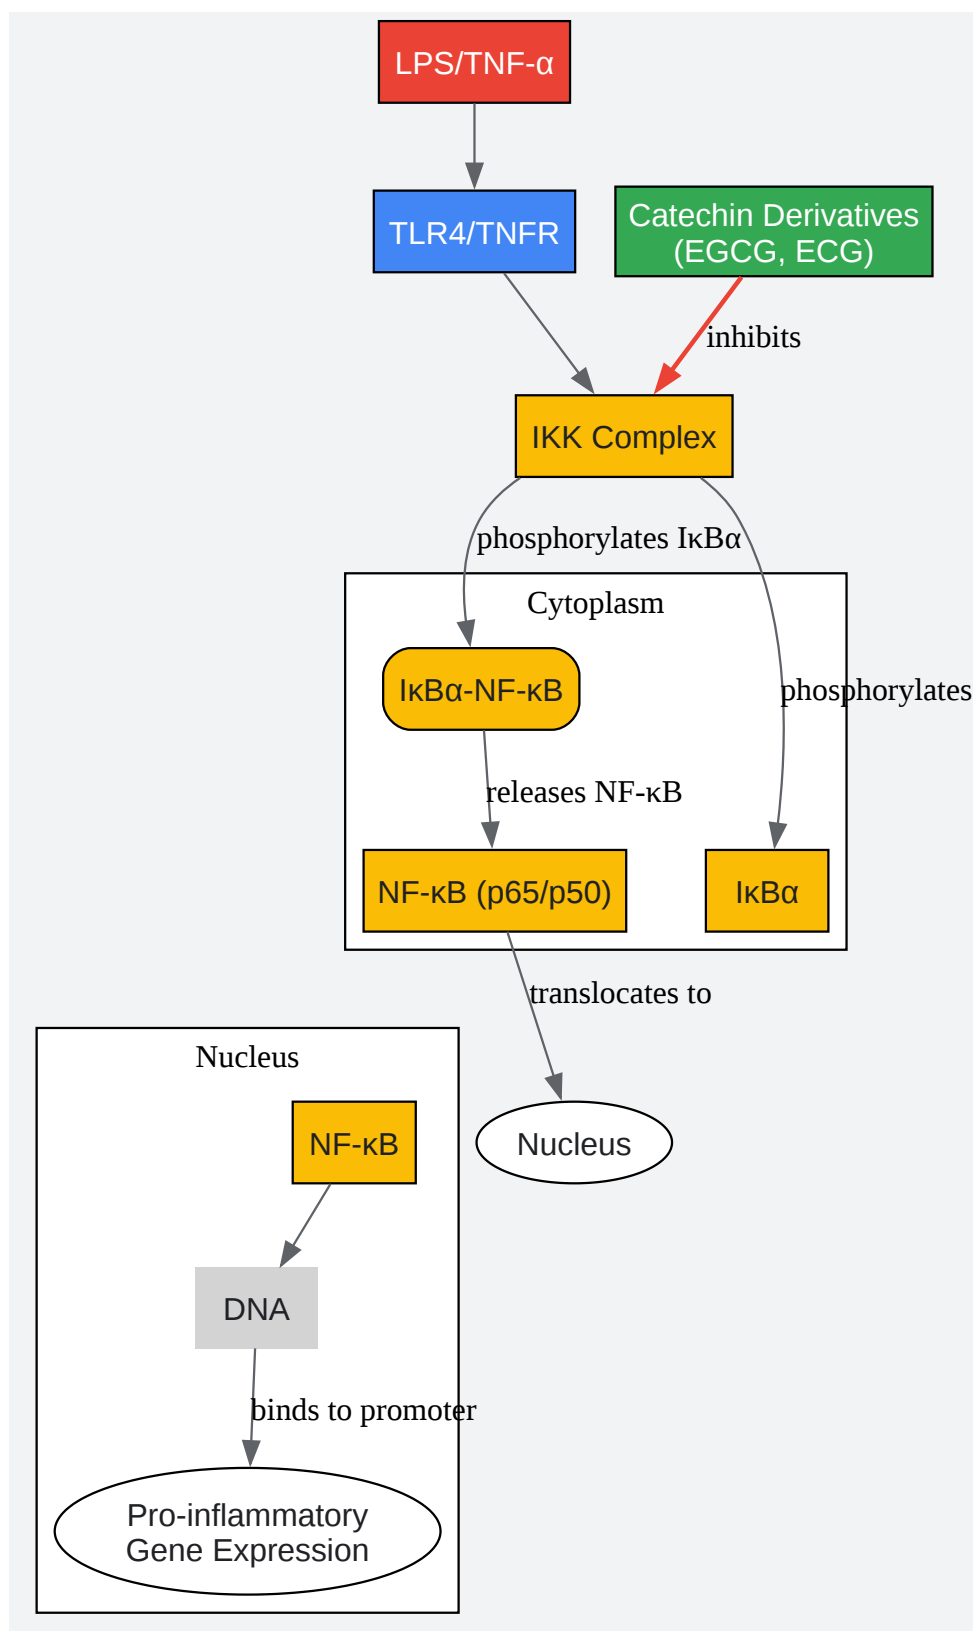 LPS/TNF-α
TLR4/TNFR
Catechin Derivatives
(EGCG, ECG)
inhibits
IKK Complex
phosphorylates IκBα
Cytoplasm
IκBα-NF-κB
phosphorylates
releases NF-κB
NF-κB (p65/p50)
IκBα
translocates to
Nucleus
NF-κB
Nucleus
DNA
binds to promoter
Pro-inflammatory
Gene Expression